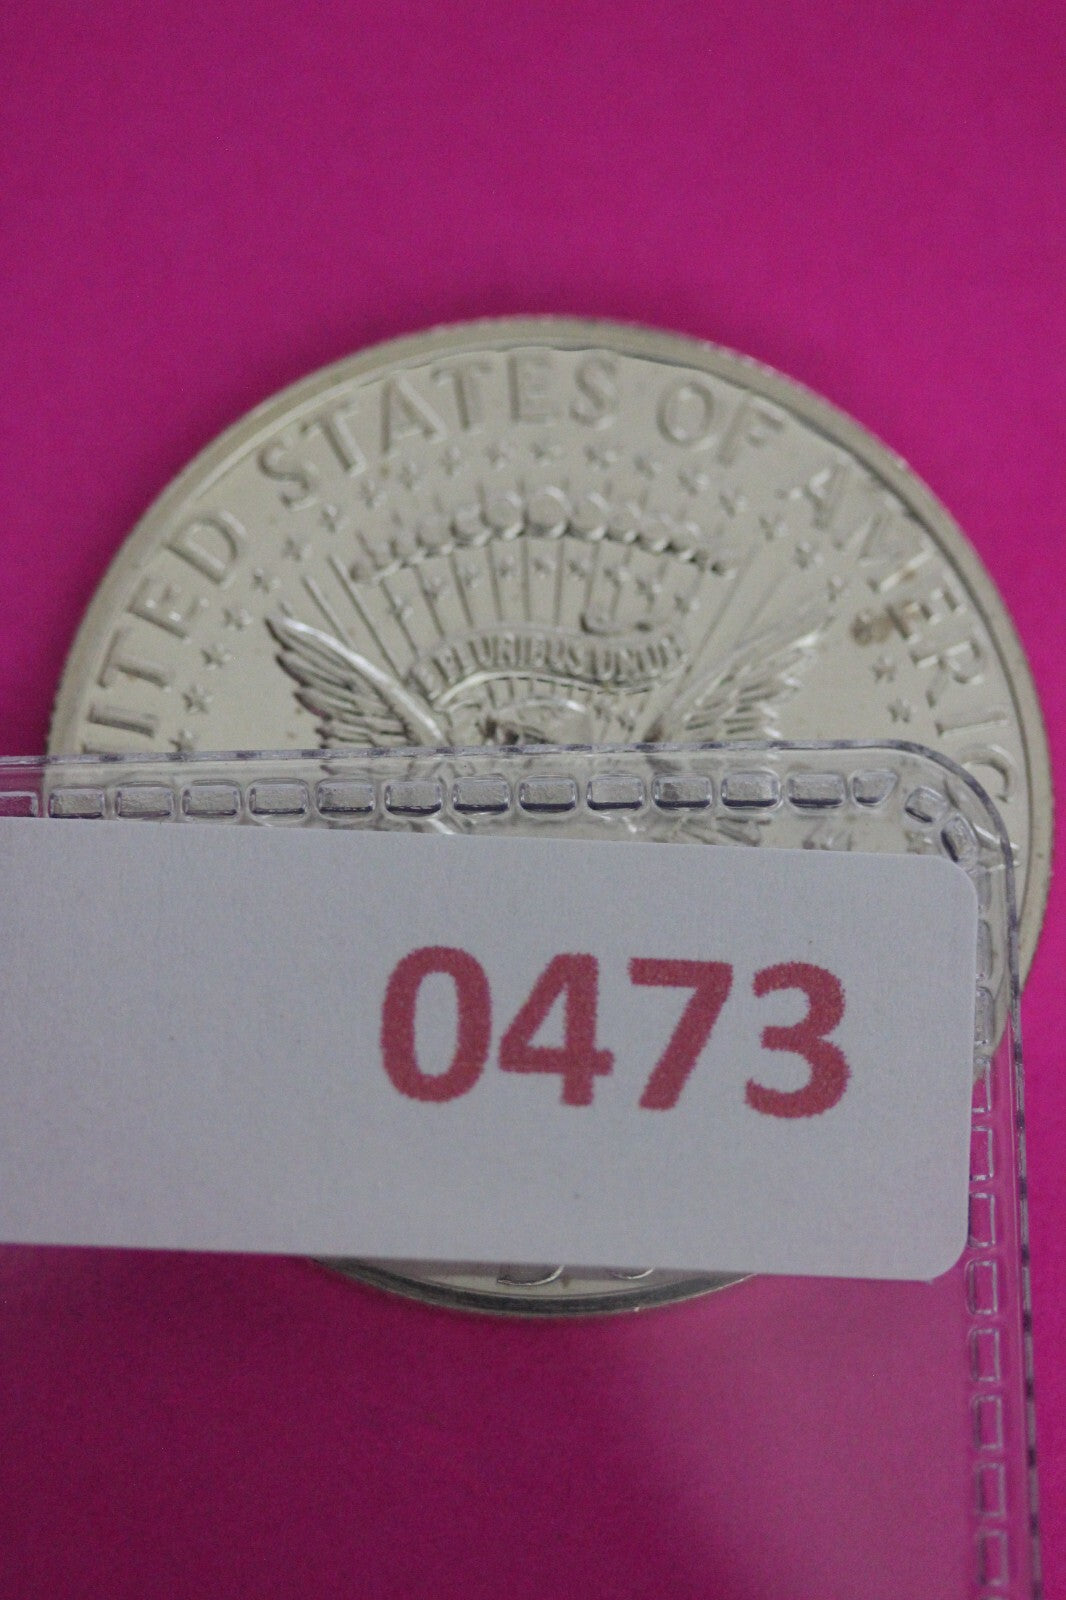 UNITED STATES OF AMERICA
E PLURIBUS UNUM
0473